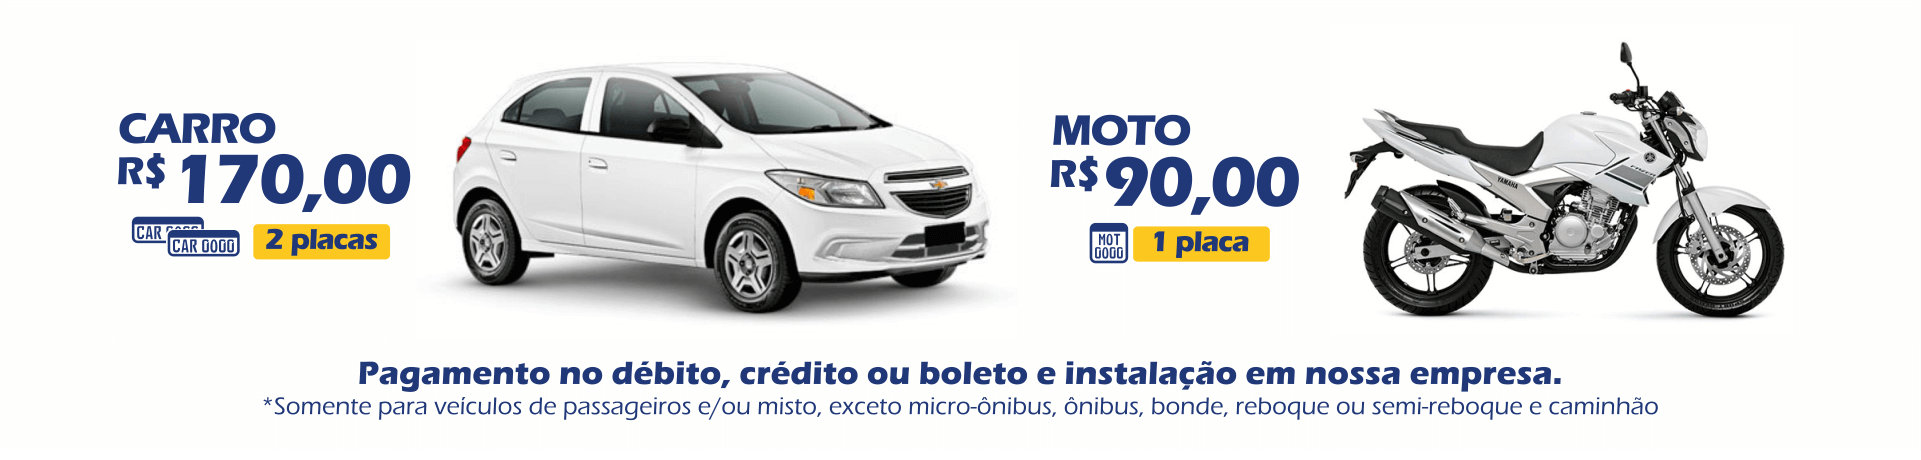 CARRO
R$ 170,00
CAR
CAR 0000
2 placas
MOTO
R$ 90,00
MOT
0000
1 placa
YAMAHA
Pagamento no débito, crédito ou boleto e instalação em nossa empresa.
*Somente para veículos de passageiros e/ou misto, exceto micro-ônibus, ônibus, bonde, reboque ou semi-reboque e caminhão